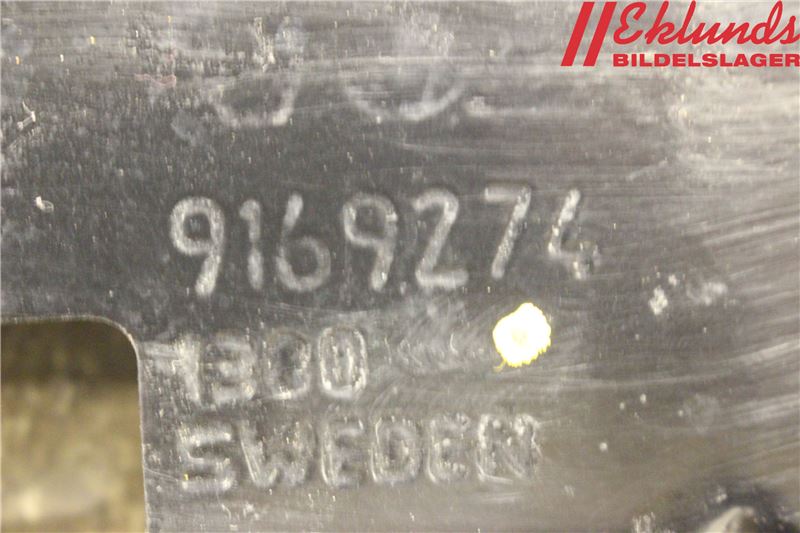 Eklunds
BILDELSLAGER
9169274
1300
SWEDEN